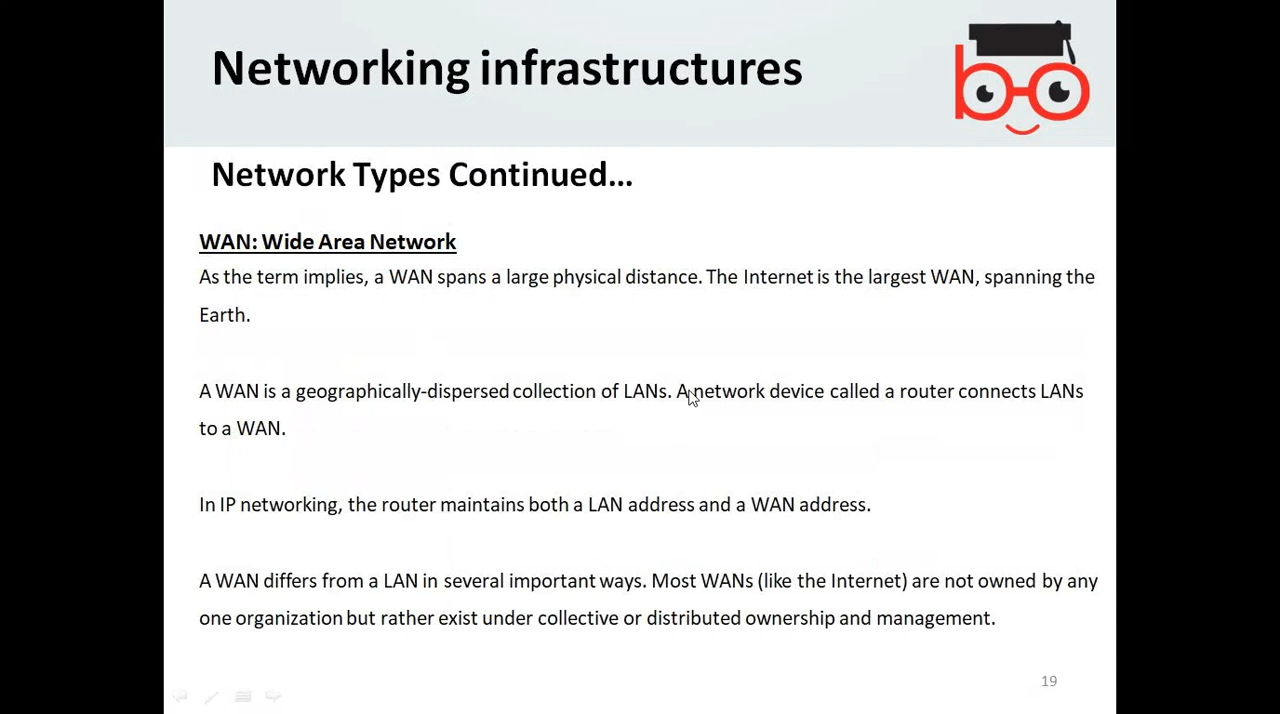 Networking infrastructures
Network Types Continued...
WAN: Wide Area Network
As the term implies, a WAN spans a large physical distance. The Internet is the largest WAN, spanning the
Earth.
A WAN is a geographically-dispersed collection of LANs. A network device called a router connects LANs
to a WAN.
In IP networking, the router maintains both a LAN address and a WAN address.
A WAN differs from a LAN in several important ways. Most WANs (like the Internet) are not owned by any
one organization but rather exist under collective or distributed ownership and management.
19